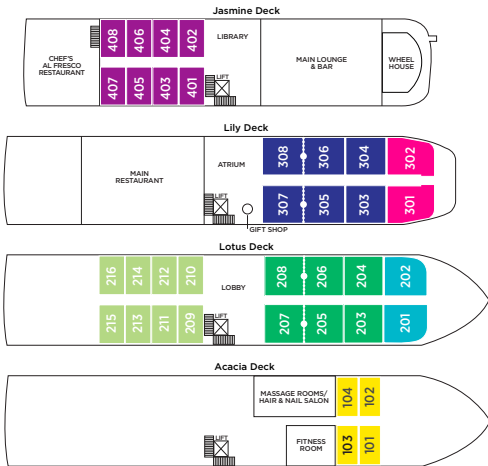 Jasmine Deck
408 406 404 402
LIBRARY
CHEF'S
AL FRESCO
RESTAURANT
MAIN LOUNGE
& BAR
WHEEL
HOUSE
LIFT
407 405 403 401
Lily Deck
308 306 304 302
MAIN
RESTAURANT
ATRIUM
LIFT
307 305 303 301
GIFT SHOP
Lotus Deck
216 214 212 210
LOBBY
208 206 204 202
215 213 211 209
LIFT
207 205 203 201
Acacia Deck
MASSAGE ROOMS/
HAIR & NAIL SALON
104 102
LIFT
FITNESS
ROOM
103 101